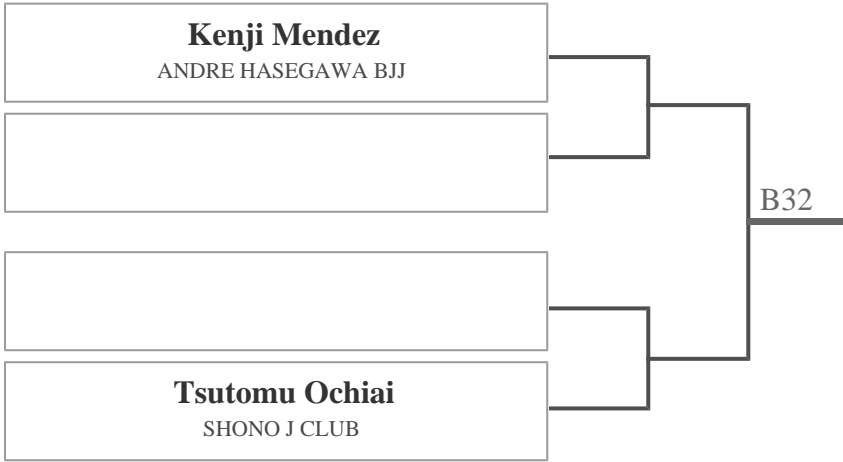 Kenji Mendez
ANDRE HASEGAWA BJJ
B32
Tsutomu Ochiai
SHONO J CLUB